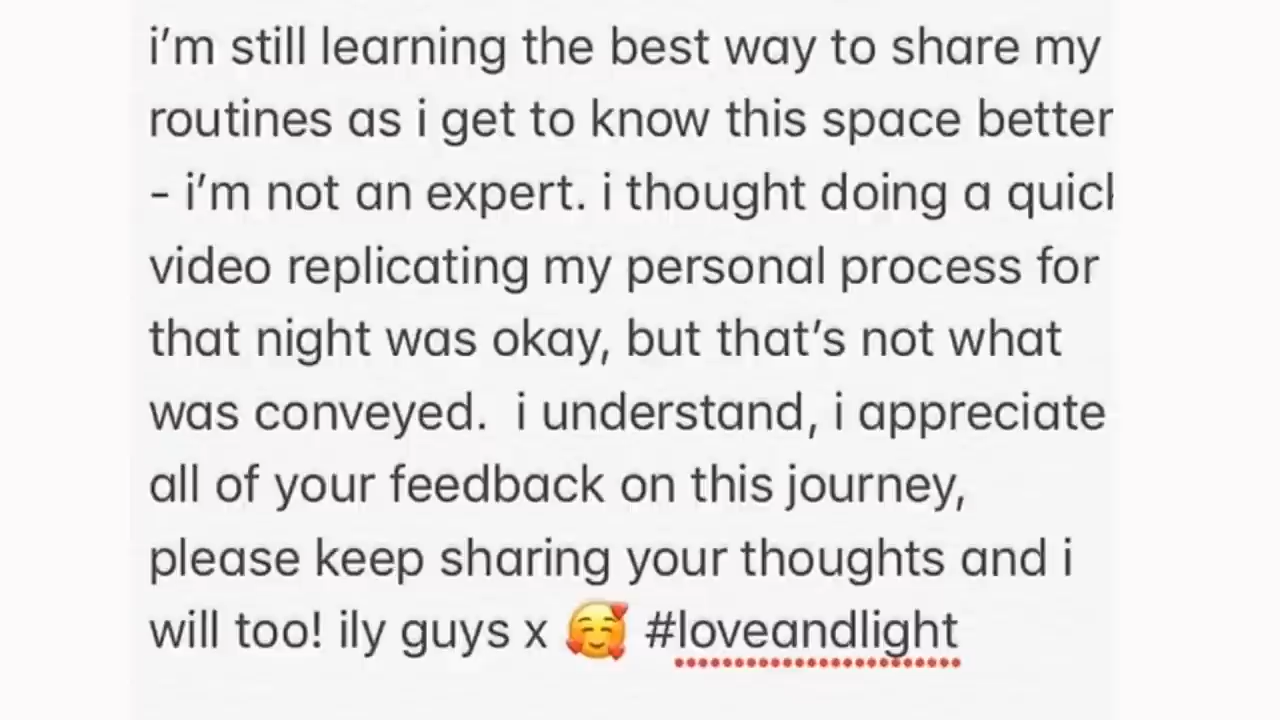 i’m still learning the best way to share my
routines as i get to know this space better
- i’m not an expert. i thought doing a quick
video replicating my personal process for
that night was okay, but that’s not what
was conveyed.  i understand, i appreciate
all of your feedback on this journey,
please keep sharing your thoughts and i
will too! ily guys x 🥰 #loveandlight